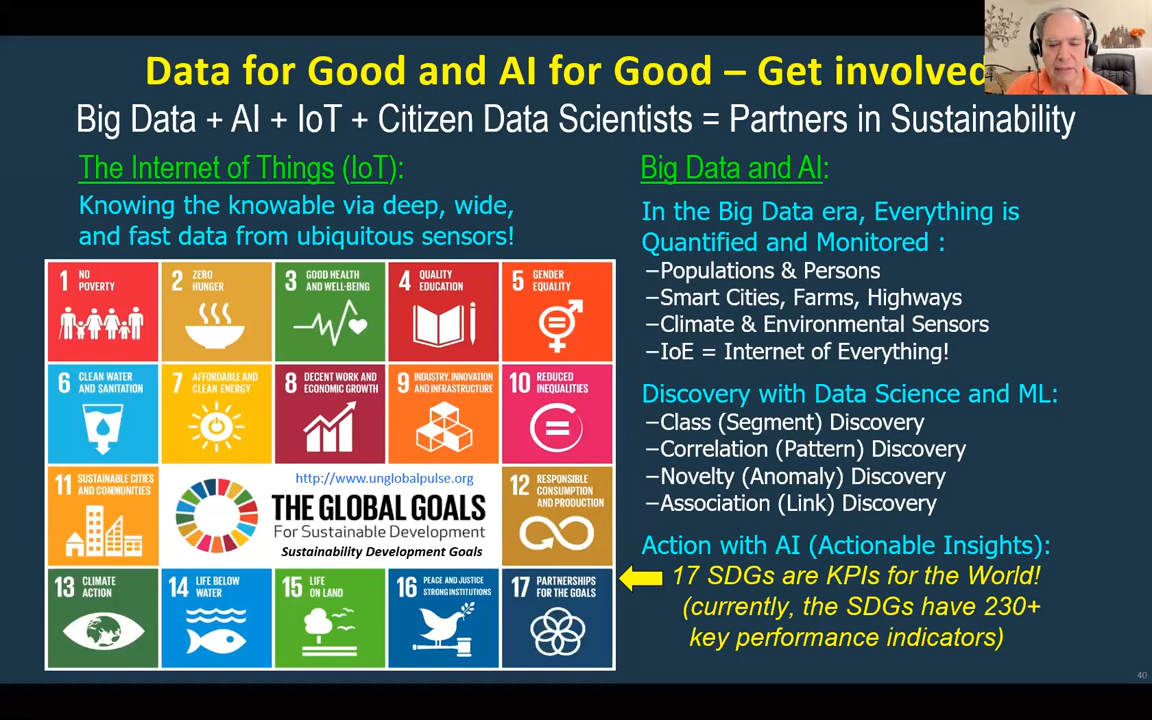 Data for Good and AI for Good – Get involved
Big Data + AI + IoT + Citizen Data Scientists = Partners in Sustainability
The Internet of Things (IoT):
Knowing the knowable via deep, wide,
and fast data from ubiquitous sensors!
1 NO
POVERTY
2 ZERO
HUNGER
3 GOOD HEALTH
AND WELL-BEING
4 QUALITY
EDUCATION
5 GENDER
EQUALITY
6 CLEAN WATER
AND SANITATION
7 AFFORDABLE AND
CLEAN ENERGY
8 DECENT WORK AND
ECONOMIC GROWTH
9 INDUSTRY, INNOVATION
AND INFRASTRUCTURE
10 REDUCED
INEQUALITIES
11 SUSTAINABLE CITIES
AND COMMUNITIES
http://www.unglobalpulse.org
THE GLOBAL GOALS
For Sustainable Development
Sustainability Development Goals
12 RESPONSIBLE
CONSUMPTION
AND PRODUCTION
13 CLIMATE
ACTION
14 LIFE BELOW
WATER
15 LIFE
ON LAND
16 PEACE AND JUSTICE
STRONG INSTITUTIONS
17 PARTNERSHIPS
FOR THE GOALS
Big Data and AI:
In the Big Data era, Everything is
Quantified and Monitored :
–Populations & Persons
–Smart Cities, Farms, Highways
–Climate & Environmental Sensors
–IoE = Internet of Everything!
Discovery with Data Science and ML:
–Class (Segment) Discovery
–Correlation (Pattern) Discovery
–Novelty (Anomaly) Discovery
–Association (Link) Discovery
Action with AI (Actionable Insights):
17 SDGs are KPIs for the World!
(currently, the SDGs have 230+
key performance indicators)
40